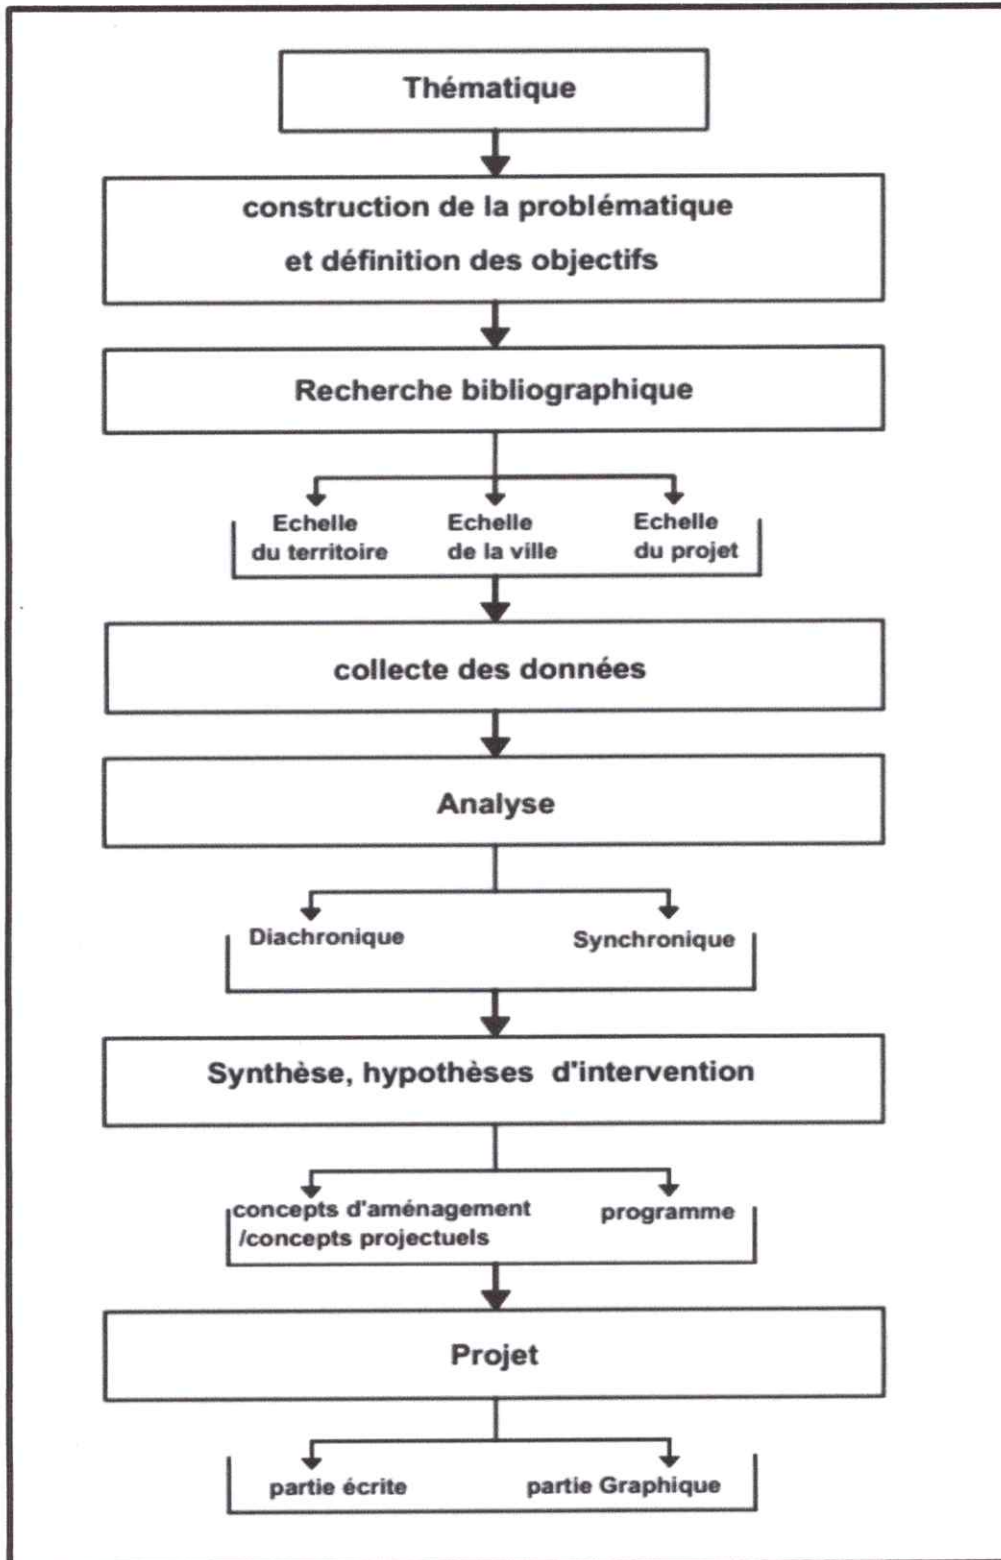 Thématique
construction de la problématique
et définition des objectifs
Recherche bibliographique
Echelle
du territoire
Echelle
de la ville
Echelle
du projet
collecte des données
Analyse
Diachronique
Synchronique
Synthèse, hypothèses d'intervention
concepts d'aménagement
/concepts projectuels
programme
Projet
partie écrite
partie Graphique